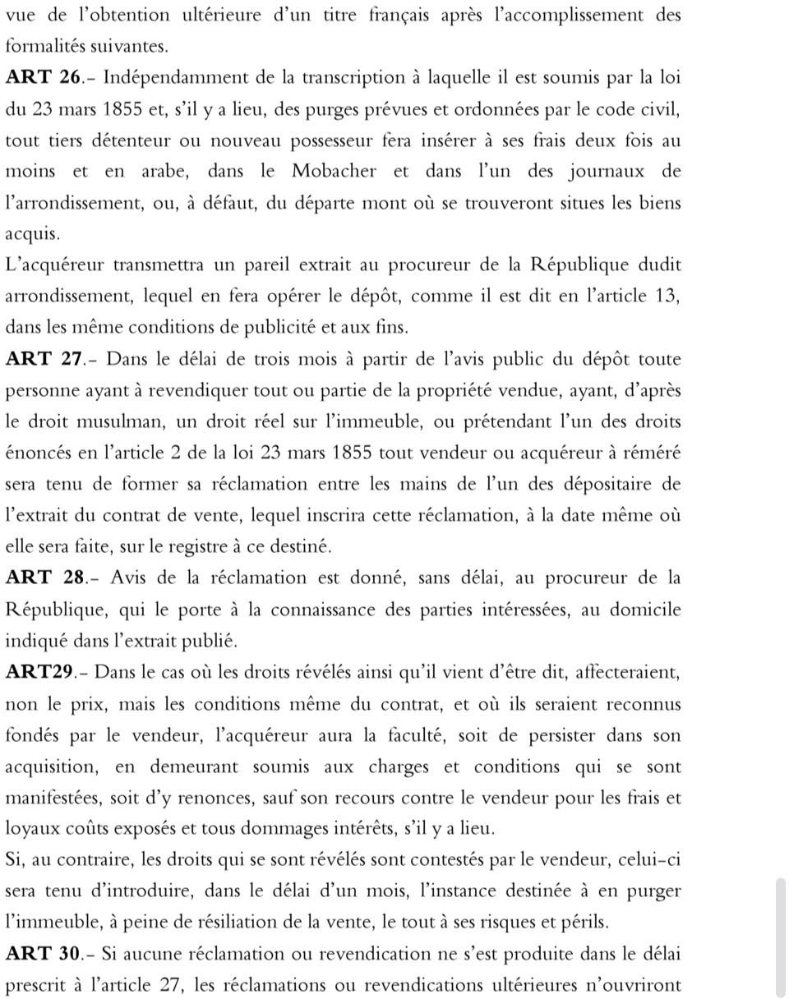 vue de l’obtention ultérieure d’un titre français après l’accomplissement des
formalités suivantes.
ART 26.- Indépendamment de la transcription à laquelle il est soumis par la loi
du 23 mars 1855 et, s’il y a lieu, des purges prévues et ordonnées par le code civil,
tout tiers détenteur ou nouveau possesseur fera insérer à ses frais deux fois au
moins et en arabe, dans le Mobacher et dans l’un des journaux de
l’arrondissement, ou, à défaut, du départe mont où se trouveront situes les biens
acquis.
L’acquéreur transmettra un pareil extrait au procureur de la République dudit
arrondissement, lequel en fera opérer le dépôt, comme il est dit en l’article 13,
dans les même conditions de publicité et aux fins.
ART 27.- Dans le délai de trois mois à partir de l’avis public du dépôt toute
personne ayant à revendiquer tout ou partie de la propriété vendue, ayant, d’après
le droit musulman, un droit réel sur l’immeuble, ou prétendant l’un des droits
énoncés en l’article 2 de la loi 23 mars 1855 tout vendeur ou acquéreur à réméré
sera tenu de former sa réclamation entre les mains de l’un des dépositaire de
l’extrait du contrat de vente, lequel inscrira cette réclamation, à la date même où
elle sera faite, sur le registre à ce destiné.
ART 28.- Avis de la réclamation est donné, sans délai, au procureur de la
République, qui le porte à la connaissance des parties intéressées, au domicile
indiqué dans l’extrait publié.
ART29.- Dans le cas où les droits révélés ainsi qu’il vient d’être dit, affecteraient,
non le prix, mais les conditions même du contrat, et où ils seraient reconnus
fondés par le vendeur, l’acquéreur aura la faculté, soit de persister dans son
acquisition, en demeurant soumis aux charges et conditions qui se sont
manifestées, soit d’y renonces, sauf son recours contre le vendeur pour les frais et
loyaux coûts exposés et tous dommages intérêts, s’il y a lieu.
Si, au contraire, les droits qui se sont révélés sont contestés par le vendeur, celui-ci
sera tenu d’introduire, dans le délai d’un mois, l’instance destinée à en purger
l’immeuble, à peine de résiliation de la vente, le tout à ses risques et périls.
ART 30.- Si aucune réclamation ou revendication ne s’est produite dans le délai
prescrit à l’article 27, les réclamations ou revendications ultérieures n’ouvriront